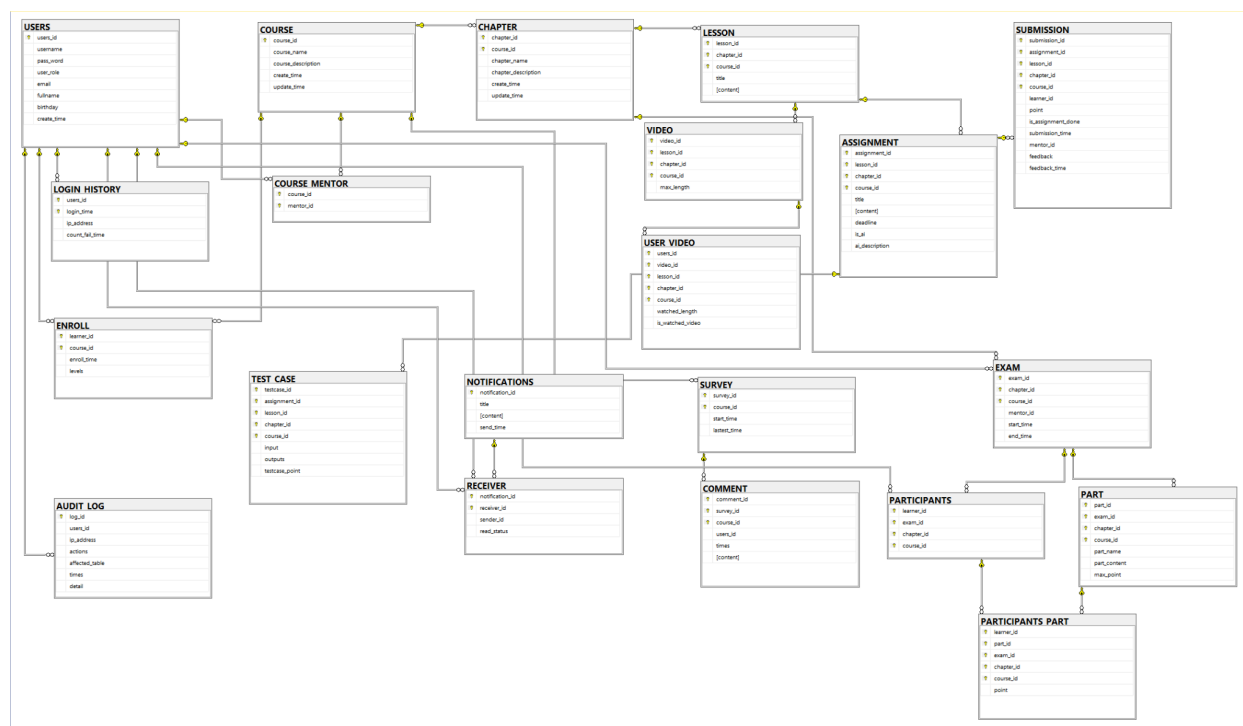 USERS
users_id
username
pass_word
user_role
email
fullname
birthday
create_time
COURSE
course_id
course_name
course_description
create_time
update_time
CHAPTER
chapter_id
course_id
chapter_name
chapter_description
create_time
update_time
LESSON
lesson_id
chapter_id
course_id
title
[content]
SUBMISSION
submission_id
assignment_id
lesson_id
chapter_id
course_id
learner_id
point
is_assignment_done
submission_time
mentor_id
feedback
feedback_time
VIDEO
video_id
lesson_id
chapter_id
course_id
max_length
ASSIGNMENT
assignment_id
lesson_id
chapter_id
course_id
title
[content]
deadline
is_ai
ai_description
LOGIN HISTORY
users_id
login_time
ip_address
count_fail_time
COURSE MENTOR
course_id
mentor_id
USER VIDEO
users_id
video_id
lesson_id
chapter_id
course_id
watched_length
is_watched_video
ENROLL
learner_id
course_id
enroll_time
levels
TEST CASE
testcase_id
assignment_id
lesson_id
chapter_id
course_id
input
outputs
testcase_point
NOTIFICATIONS
notification_id
title
[content]
send_time
SURVEY
survey_id
course_id
start_time
lastest_time
EXAM
exam_id
chapter_id
course_id
mentor_id
start_time
end_time
AUDIT LOG
log_id
users_id
ip_address
actions
affected_table
times
detail
RECEIVER
notification_id
receiver_id
sender_id
read_status
COMMENT
comment_id
survey_id
course_id
users_id
times
[content]
PARTICIPANTS
learner_id
exam_id
chapter_id
course_id
PART
part_id
exam_id
chapter_id
course_id
part_name
part_content
max_point
PARTICIPANTS PART
learner_id
part_id
exam_id
chapter_id
course_id
point